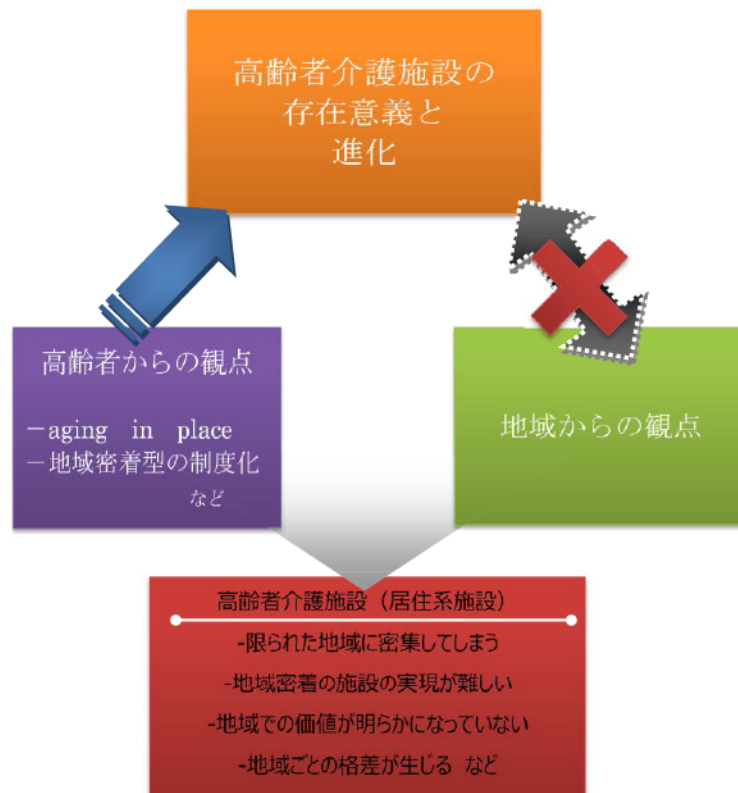 高齢者介護施設の
存在意義と
進化
高齢者からの観点
－aging in place
－地域密着型の制度化
など
地域からの観点
高齢者介護施設（居住系施設）
-限られた地域に密集してしまう
-地域密着の施設の実現が難しい
-地域での価値が明らかになっていない
-地域ごとの格差が生じる など